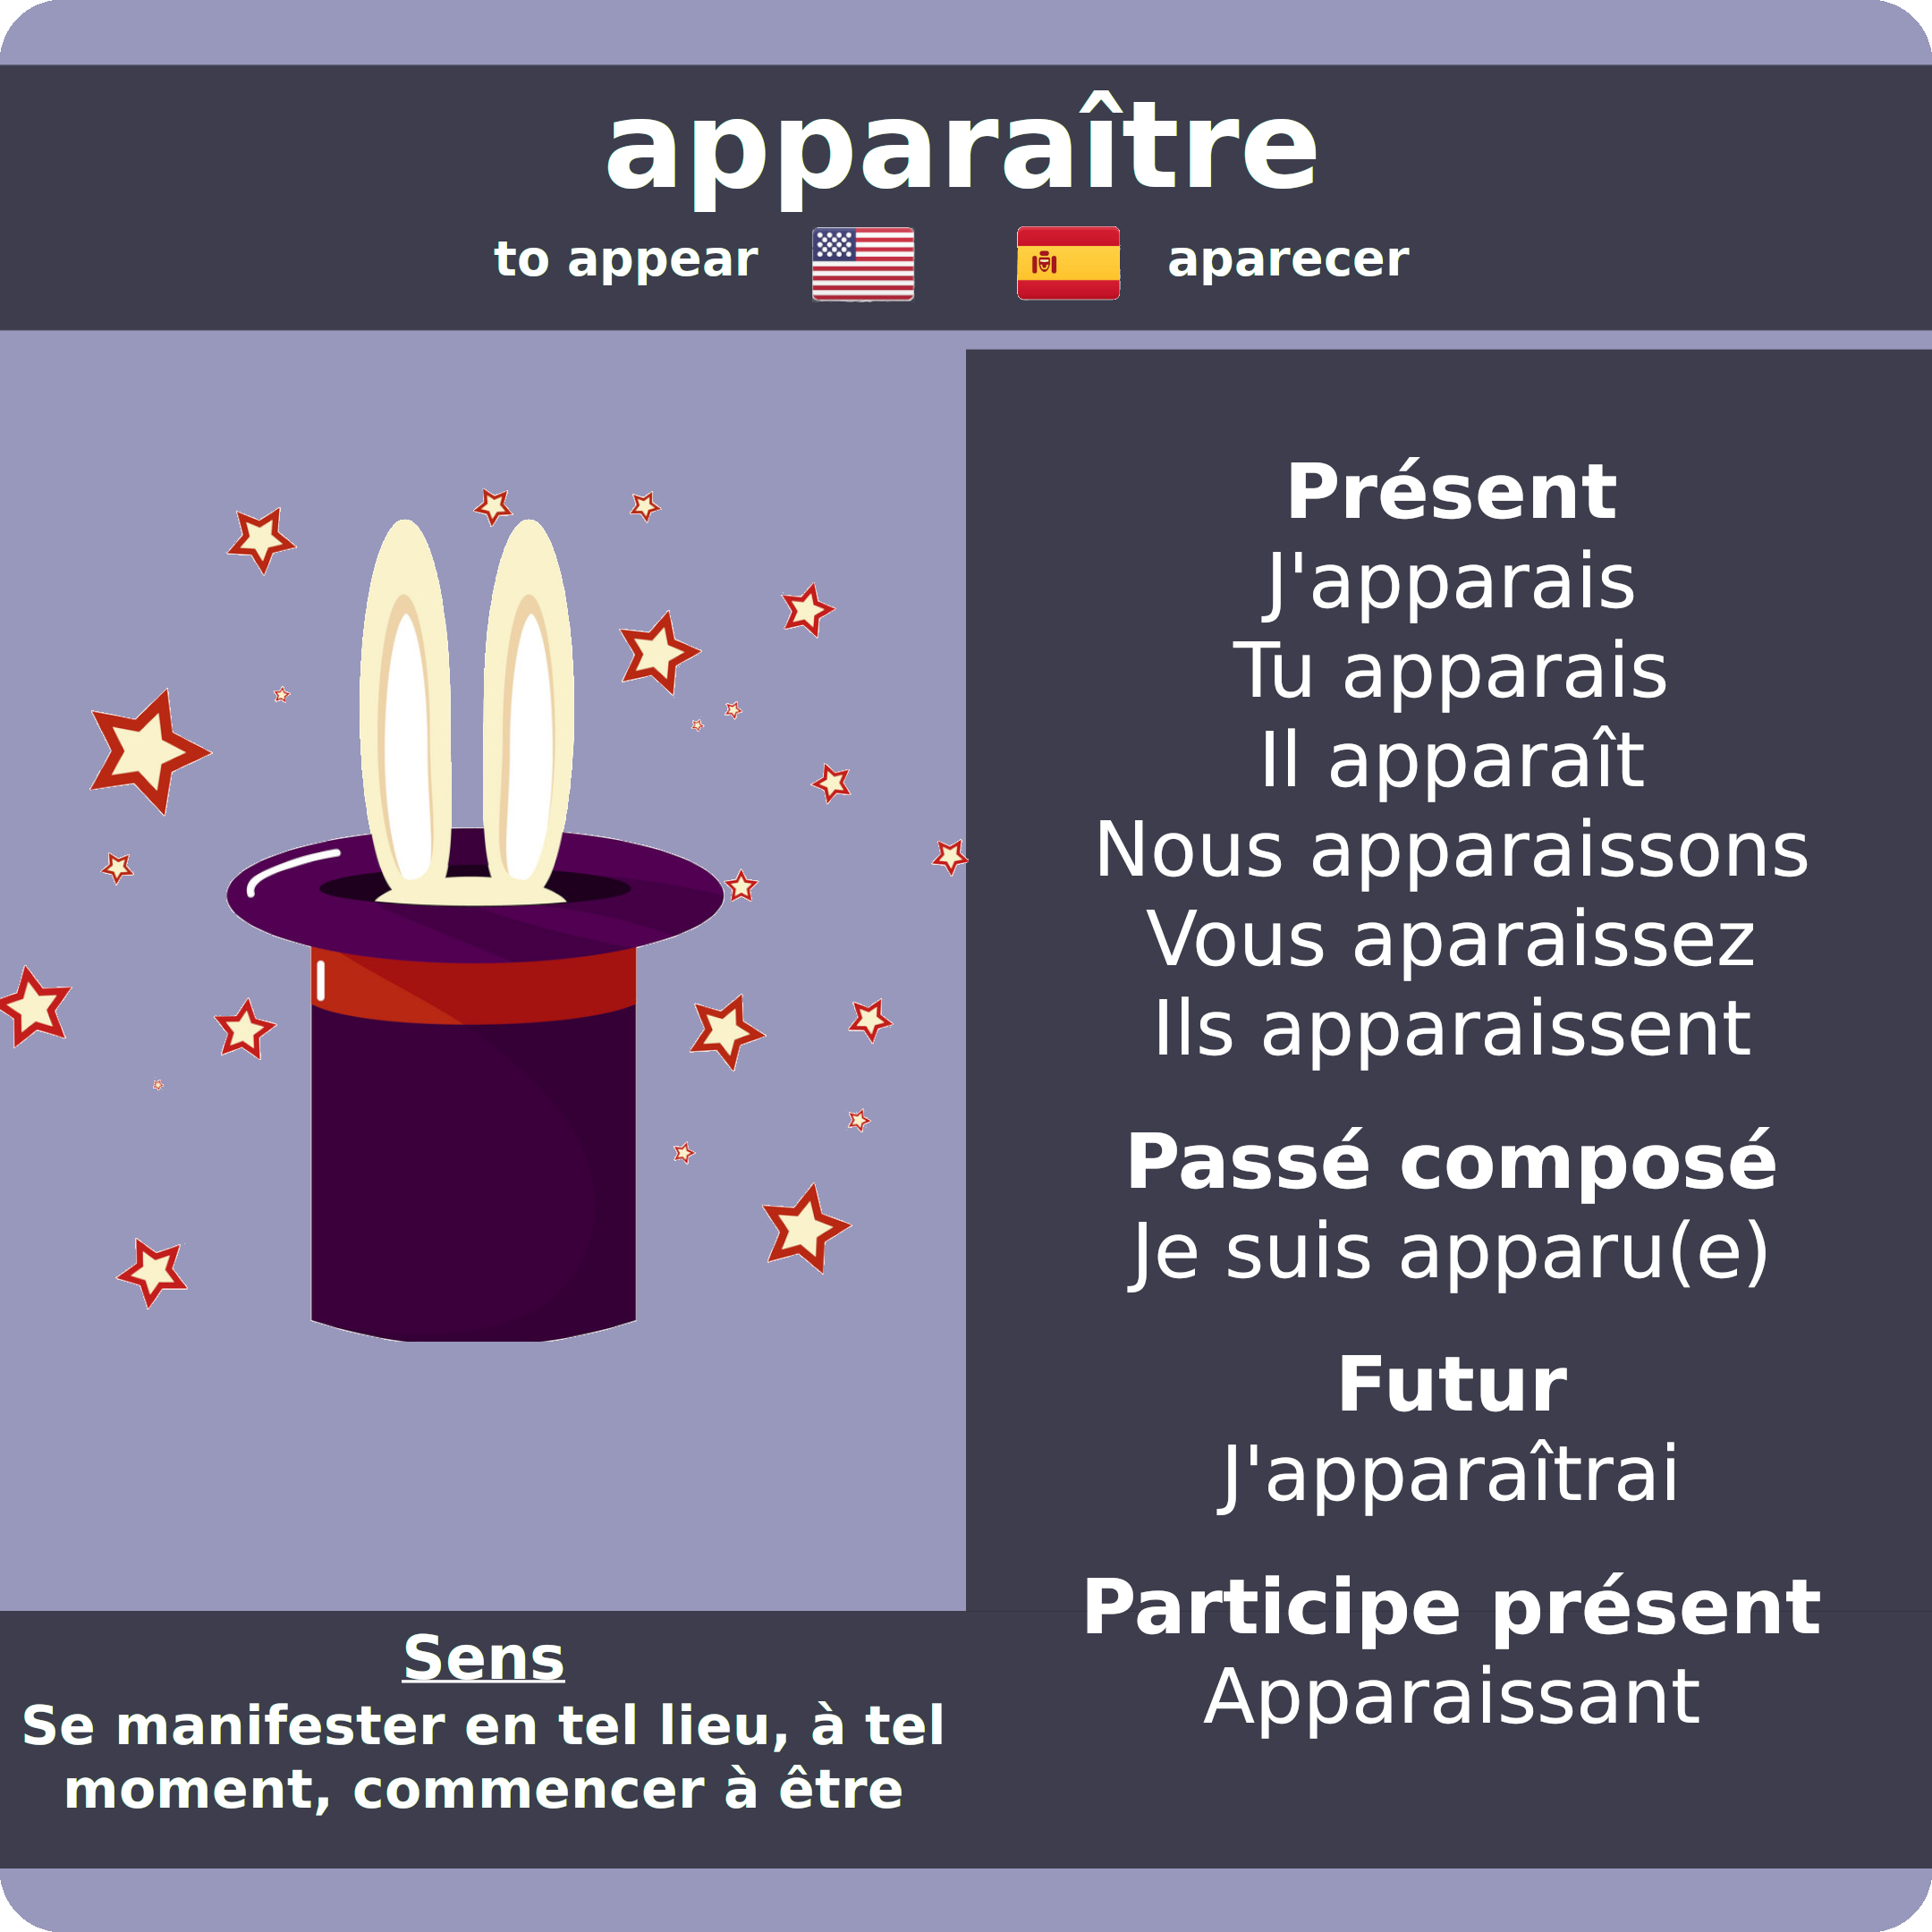 apparaître
to appear aparecer
Présent
J'apparais
Tu apparais
Il apparaît
Nous apparaissons
Vous aparaissez
Ils apparaissent
Passé composé
Je suis apparu(e)
Futur
J'apparaîtrai
Participe présent
Apparaissant
Sens
Se manifester en tel lieu, à tel
moment, commencer à être